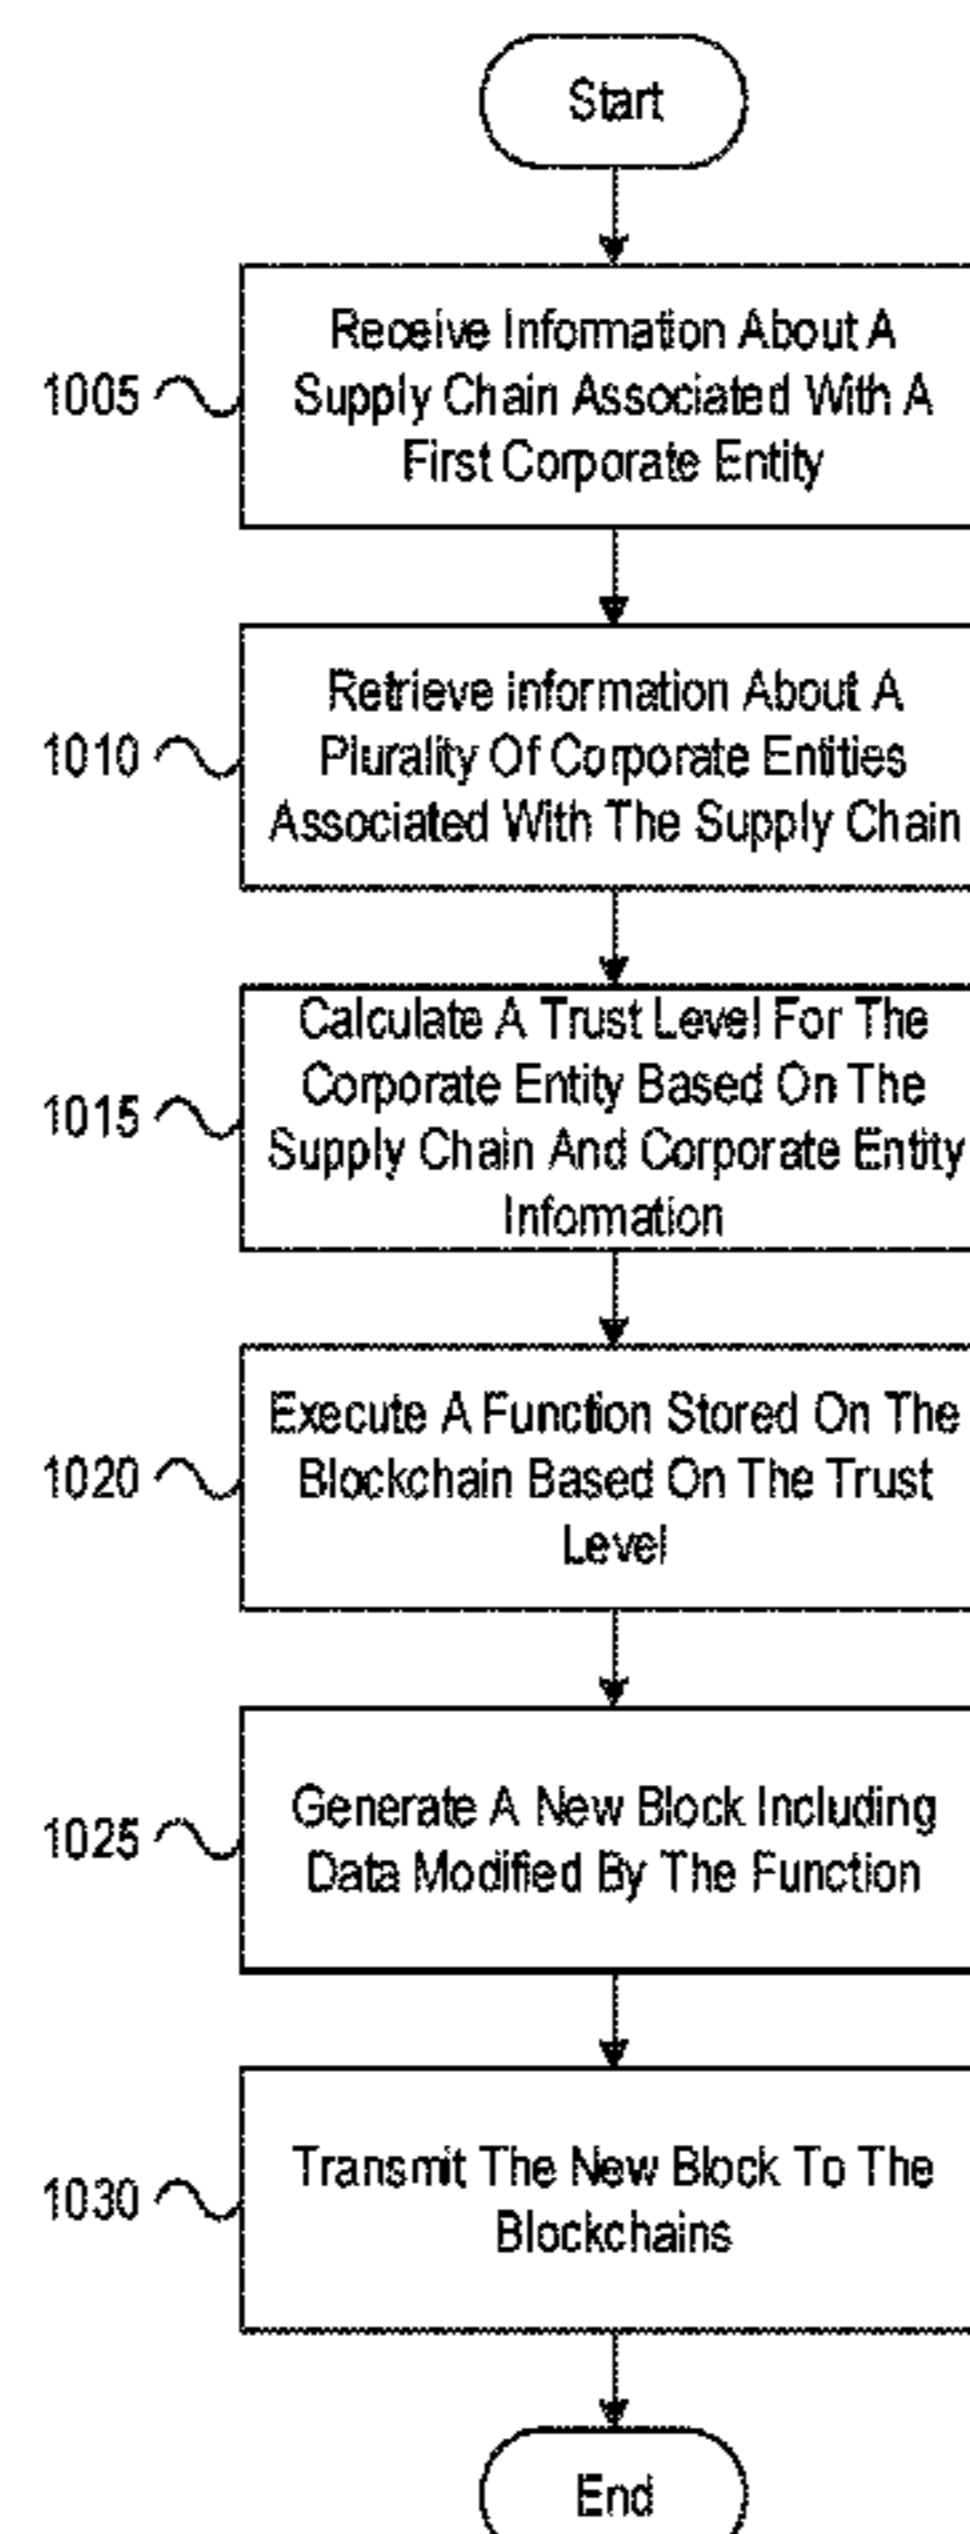 Start
Receive Information About A
1005 Supply Chain Associated With A
First Corporate Entity
Retrieve information About A
1010 Plurality Of Corporate Entities
Associated With The Supply Chain
Calculate A Trust Level For The
Corporate Entity Based On The
1015
Supply Chain And Corporate Entity
Information
Execute A Function Stored On The
1020 Blockchain Based On The Trust
Level
Generate A New Block Including
1025
Data Modified By The Function
Transmit The New Block To The
1030
Blockchains
End